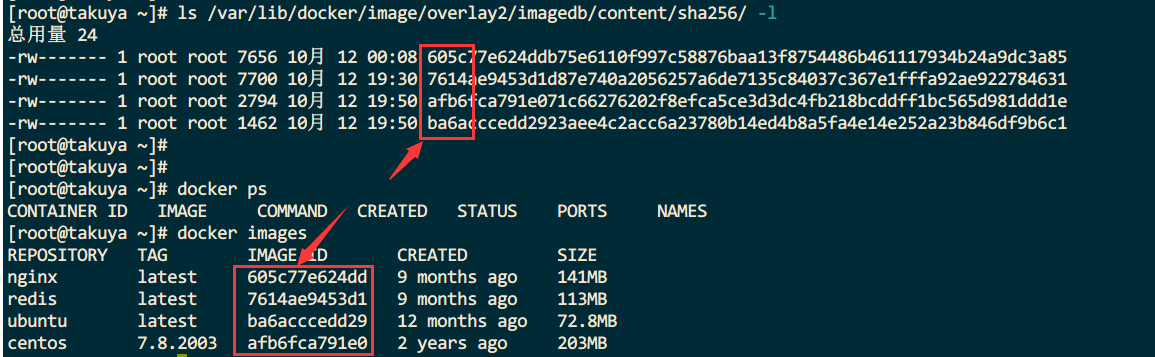 [root@takuya ~]# ls /var/lib/docker/image/overlay2/imagedb/content/sha256/ -l
总用量 24
-rw------- 1 root root 7656 10月 12 00:08 605c77e624ddb75e6110f997c58876baa13f8754486b461117934b24a9dc3a85
-rw------- 1 root root 7700 10月 12 19:30 7614ae9453d1d87e740a2056257a6de7135c84037c367e1fffa92ae922784631
-rw------- 1 root root 2794 10月 12 19:50 afb6fca791e071c66276202f8efca5ce3d3dc4fb218bcddff1bc565d981ddd1e
-rw------- 1 root root 1462 10月 12 19:50 ba6acccedd2923aee4c2acc6a23780b14ed4b8a5fa4e14e252a23b846df9b6c1
[root@takuya ~]#
[root@takuya ~]#
[root@takuya ~]# docker ps
CONTAINER ID   IMAGE     COMMAND   CREATED   STATUS    PORTS     NAMES
[root@takuya ~]# docker images
REPOSITORY   TAG        IMAGE ID       CREATED         SIZE
nginx        latest     605c77e624dd   9 months ago    141MB
redis        latest     7614ae9453d1   9 months ago    113MB
ubuntu       latest     ba6acccedd29   12 months ago   72.8MB
centos       7.8.2003   afb6fca791e0   2 years ago     203MB